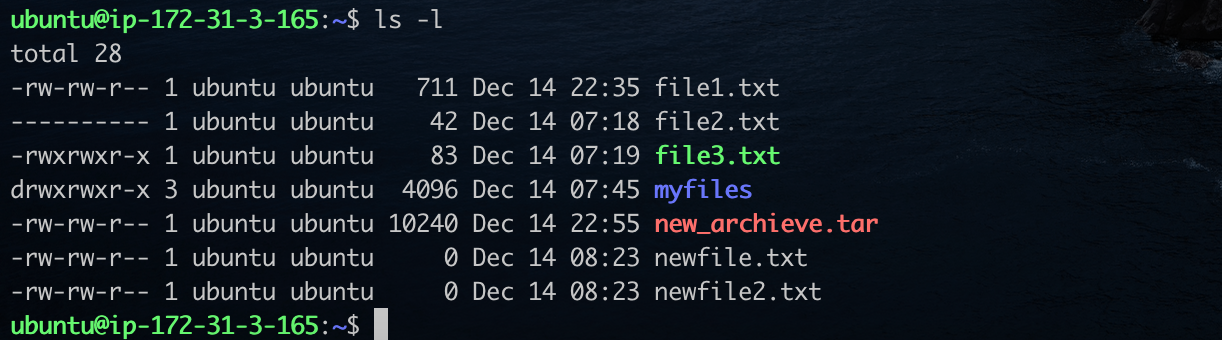 ubuntu@ip-172-31-3-165:~$ ls -l
total 28
-rw-rw-r-- 1 ubuntu ubuntu   711 Dec 14 22:35 file1.txt
---------- 1 ubuntu ubuntu    42 Dec 14 07:18 file2.txt
-rwxrwxr-x 1 ubuntu ubuntu    83 Dec 14 07:19 file3.txt
drwxrwxr-x 3 ubuntu ubuntu  4096 Dec 14 07:45 myfiles
-rw-rw-r-- 1 ubuntu ubuntu 10240 Dec 14 22:55 new_archieve.tar
-rw-rw-r-- 1 ubuntu ubuntu     0 Dec 14 08:23 newfile.txt
-rw-rw-r-- 1 ubuntu ubuntu     0 Dec 14 08:23 newfile2.txt
ubuntu@ip-172-31-3-165:~$